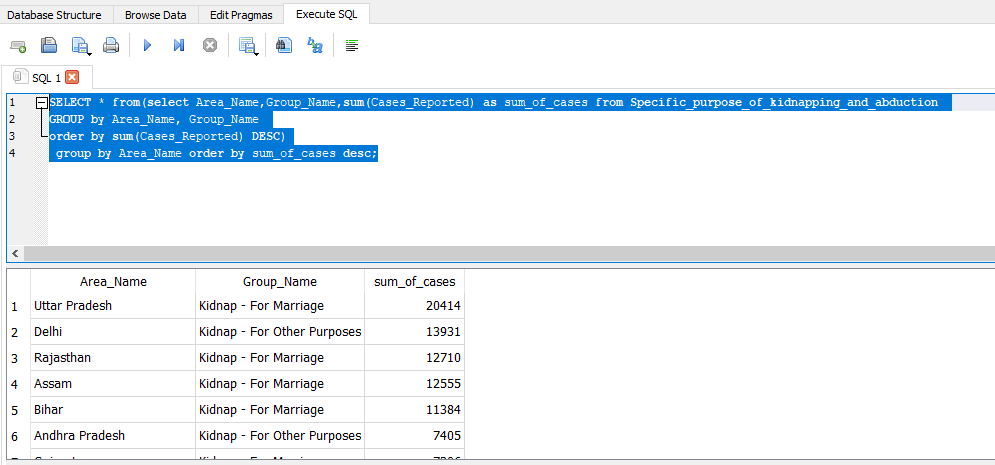 Database Structure Browse Data Edit Pragmas Execute SQL
SQL 1
1 SELECT * from(select Area_Name,Group_Name,sum(Cases_Reported) as sum_of_cases from Specific_purpose_of_kidnapping_and_abduction
2 GROUP by Area_Name, Group_Name
3 order by sum(Cases_Reported) DESC)
4 group by Area_Name order by sum_of_cases desc;
Area_Name Group_Name sum_of_cases
1 Uttar Pradesh Kidnap - For Marriage 20414
2 Delhi Kidnap - For Other Purposes 13931
3 Rajasthan Kidnap - For Marriage 12710
4 Assam Kidnap - For Marriage 12555
5 Bihar Kidnap - For Marriage 11384
6 Andhra Pradesh Kidnap - For Other Purposes 7405